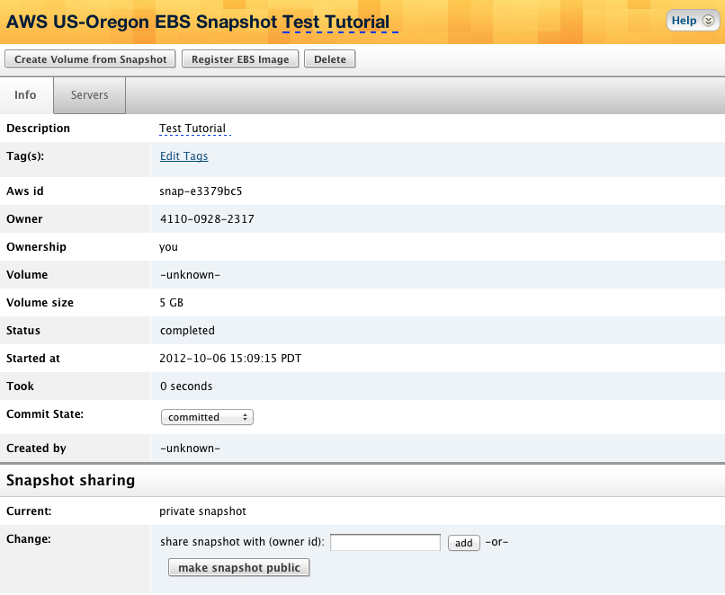 AWS US-Oregon EBS Snapshot Test Tutorial
Help
Create Volume from Snapshot Register EBS Image Delete
Info Servers
Description Test Tutorial
Tag(s): Edit Tags
Aws id snap-e3379bc5
Owner 4110-0928-2317
Ownership you
Volume -unknown-
Volume size 5 GB
Status completed
Started at 2012-10-06 15:09:15 PDT
Took 0 seconds
Commit State: committed
Created by -unknown-
Snapshot sharing
Current: private snapshot
Change: share snapshot with (owner id): add -or-
make snapshot public